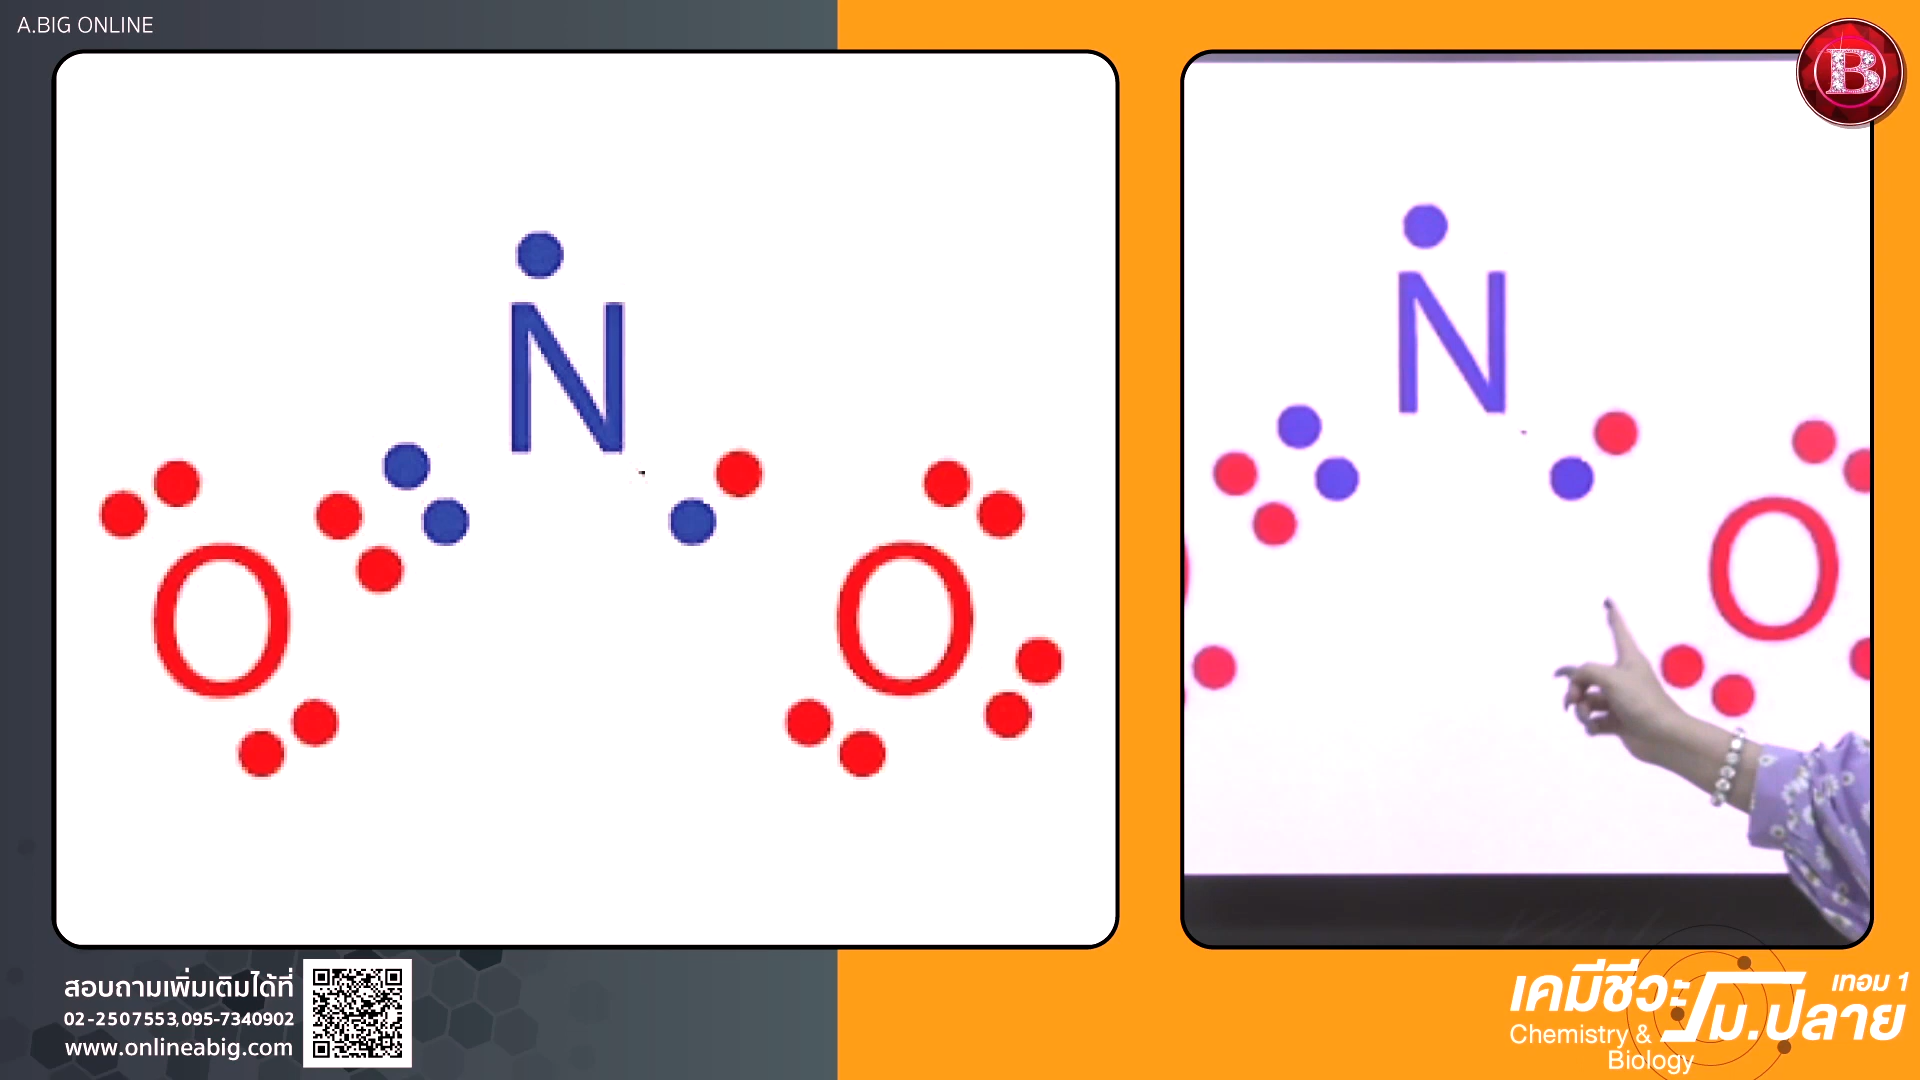 A.BIG ONLINE
B
N
O
O
N
O
สอบถามเพิ่มเติมได้ที่
02-2507553,095-7340902
www.onlineabig.com
เคมีชีวะ ม.ปลาย เทอม 1
Chemistry &
Biology